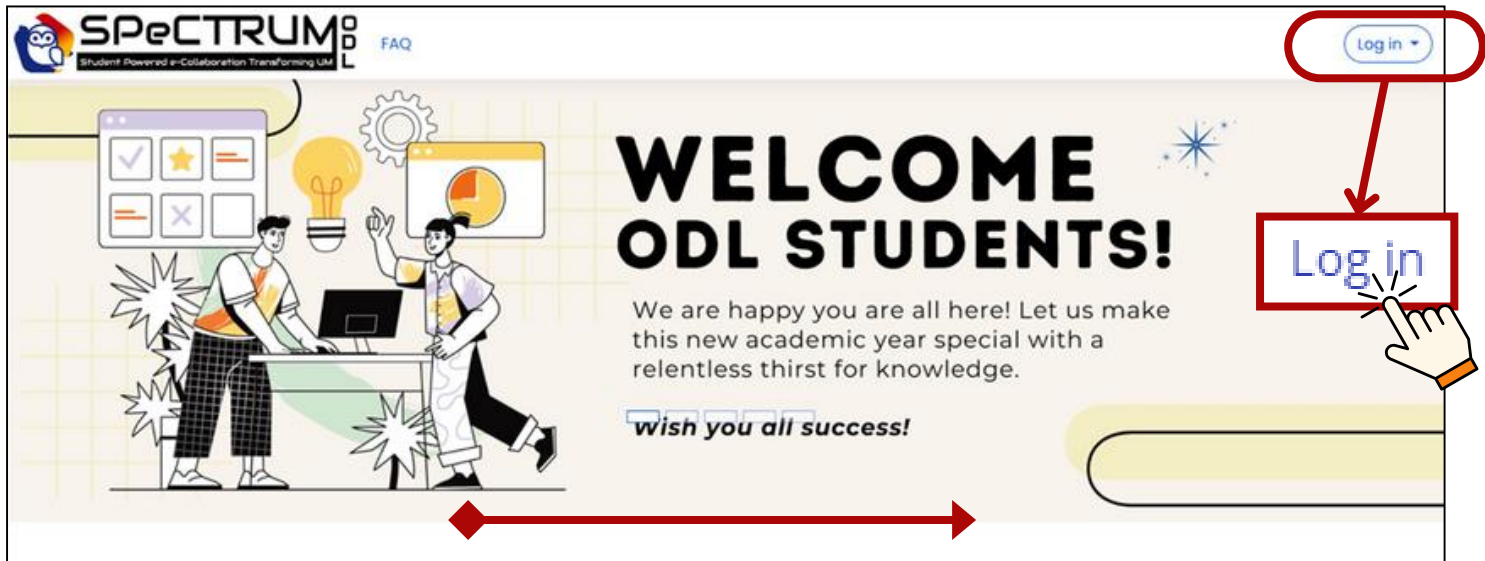 SPeCTRUM ODL
Student Powered e-Collaboration Transforming UM
FAQ
Log in
WELCOME
ODL STUDENTS!
Log in
We are happy you are all here! Let us make
this new academic year special with a
relentless thirst for knowledge.
Wish you all success!